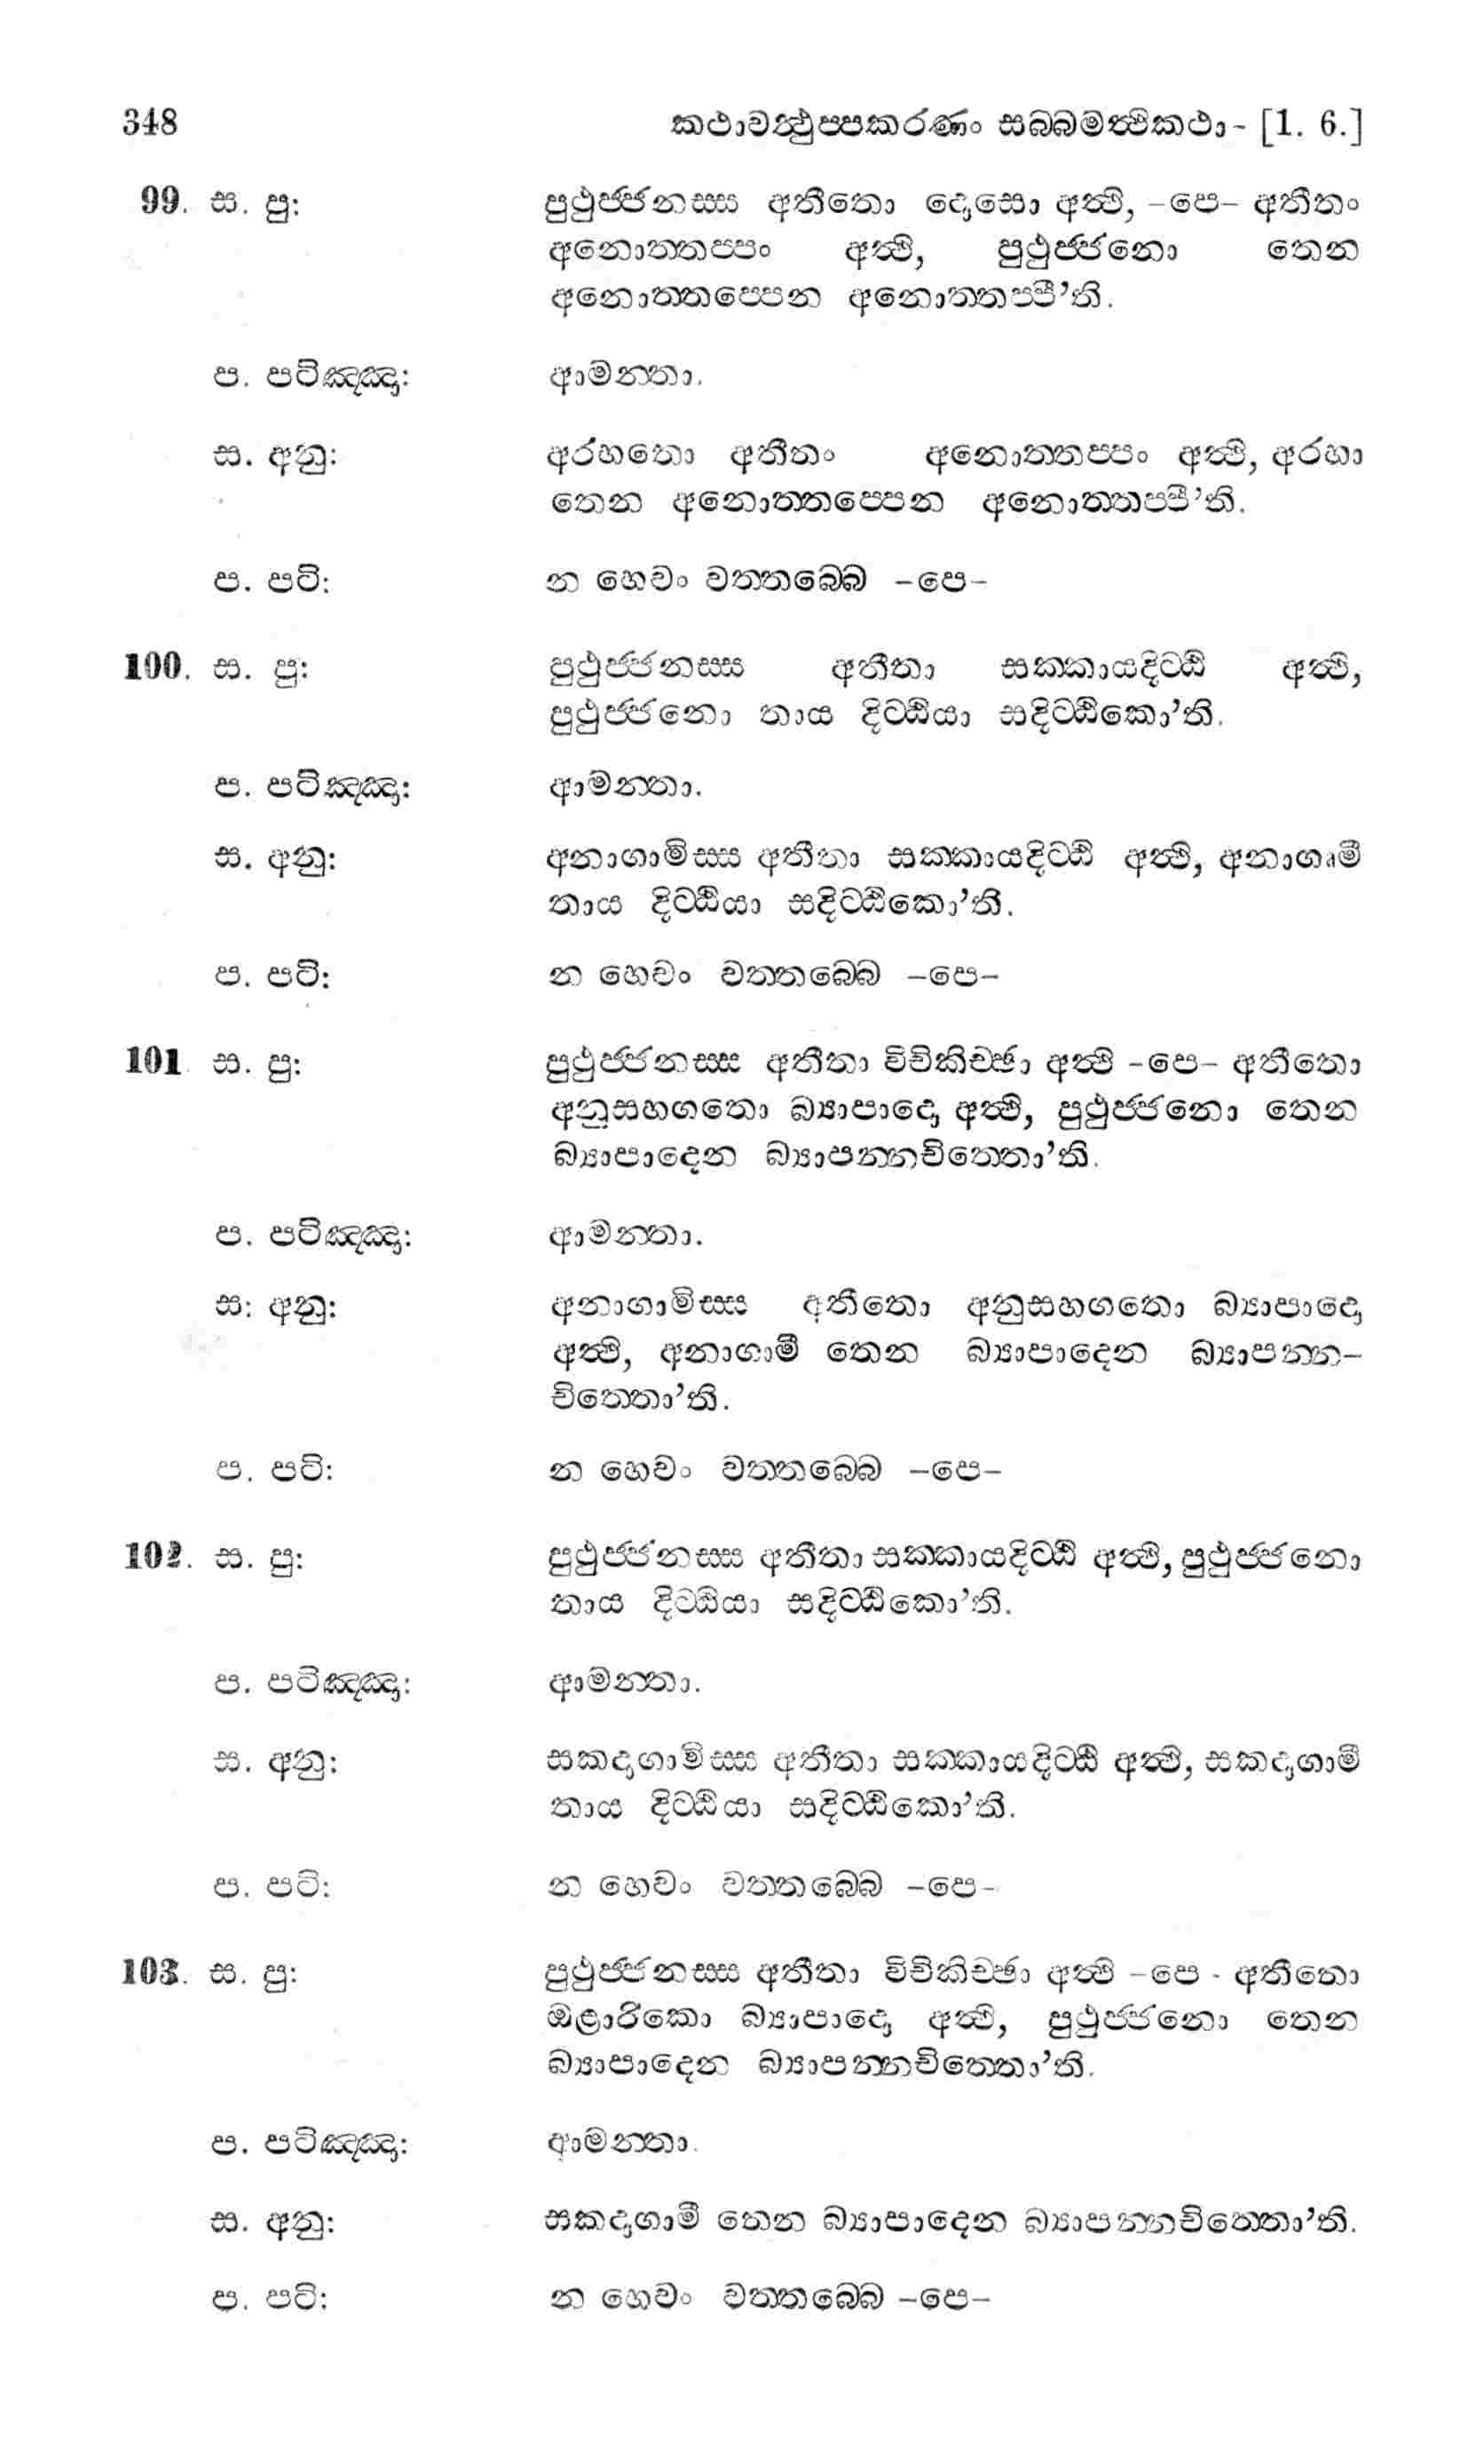 348 කථාවත්‍ථුප‍්පකරණං සබ‍්බමත්‍ථිකථා - [1. 6.]
99. ස. පු: පුථුජ‍්ජනස‍්ස අතීතො දොසො අත්‍ථි, –පෙ– අතීතං
අනොත‍්තප‍්පං අත්‍ථි, පුථුජ‍්ජනො තෙන
අනොත‍්තප‍්පෙන අනොත‍්තප‍්පී’ති.
ප. පටිඤ‍්ඤා: ආමන‍්තා.
ස. අනු: අරහතො අතීතං අනොත‍්තප‍්පං අත්‍ථි, අරහා
තෙන අනොත‍්තප‍්පෙන අනොත‍්තප‍්පී’ති.
ප. පටි: න හෙවං වත‍්තබ‍්බෙ –පෙ–
100. ස. පු: පුථුජ‍්ජනස‍්ස අතීතා සක‍්කායදිට‍්ඨි අත්‍ථි,
පුථුජ‍්ජනො තාය දිට‍්ඨියා සදිට‍්ඨිකො’ති.
ප. පටිඤ‍්ඤා: ආමන‍්තා.
ස. අනු: අනාගාමිස‍්ස අතීතා සක‍්කායදිට‍්ඨි අත්‍ථි, අනාගාමී
තාය දිට‍්ඨියා සදිට‍්ඨිකො’ති.
ප. පටි: න හෙවං වත‍්තබ‍්බෙ –පෙ–
101 ස. පු: පුථුජ‍්ජනස‍්ස අතීතා විචිකිච‍්ඡා අත්‍ථි –පෙ– අතීතො
අනුසහගතො බ්‍යාපාදො අත්‍ථි, පුථුජ‍්ජනො තෙන
බ්‍යාපාදෙන බ්‍යාපන‍්නචිත‍්තො’ති.
ප. පටිඤ‍්ඤා: ආමන‍්තා.
ස: අනු: අනාගාමිස‍්ස අතීතො අනුසහගතො බ්‍යාපාදො
අත්‍ථි, අනාගාමී තෙන බ්‍යාපාදෙන බ්‍යාපන‍්න–
චිත‍්තො’ති.
ප. පටි: න හෙවං වත‍්තබ‍්බෙ –පෙ–
102. ස. පු: පුථුජ‍්ජනස‍්ස අතීතා සක‍්කායදිට‍්ඨි අත්‍ථි, පුථුජ‍්ජනො
තාය දිට‍්ඨියා සදිට‍්ඨිකො’ති.
ප. පටිඤ‍්ඤා: ආමන‍්තා.
ස. අනු: සකදාගාමිස‍්ස අතීතා සක‍්කායදිට‍්ඨි අත්‍ථි, සකදාගාමී
තාය දිට‍්ඨියා සදිට‍්ඨිකො’ති.
ප. පටි: න හෙවං වත‍්තබ‍්බෙ –පෙ–
103. ස. පු: පුථුජ‍්ජනස‍්ස අතීතා විචිකිච‍්ඡා අත්‍ථි –පෙ - අතීතො
ඔළාරිකො බ්‍යාපාදො අත්‍ථි, පුථුජ‍්ජනො තෙන
බ්‍යාපාදෙන බ්‍යාපන‍්නචිත‍්තො’ති.
ප. පටිඤ‍්ඤා: ආමන‍්තා.
ස. අනු: සකදාගාමී තෙන බ්‍යාපාදෙන බ්‍යාපන‍්නචිත‍්තො’ති.
ප. පටි: න හෙවං වත‍්තබ‍්බෙ –පෙ–